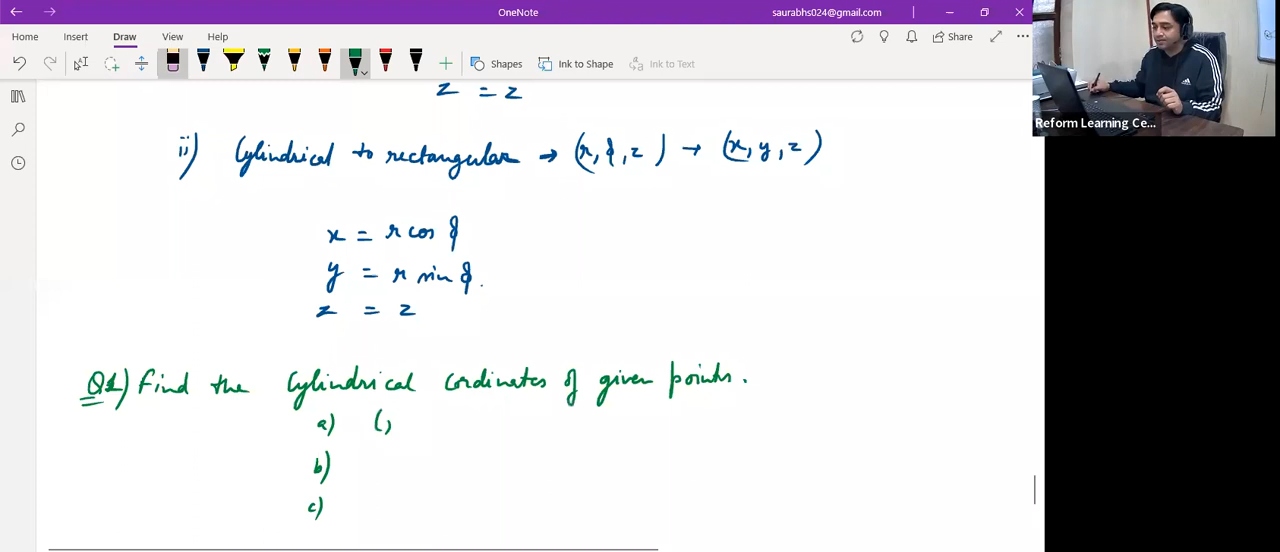 OneNote
saurabhs024@gmail.com
Home Insert Draw View Help
Share
Shapes Ink to Shape Ink to Text
z = z
ii) Cylindrical to rectangular → (r, ϕ, z) → (x, y, z)
x = r cos ϕ
y = r sin ϕ.
z = z
Q1) Find the Cylindrical cordinates of given points.
a) (,
b)
c)
Reform Learning Ce...